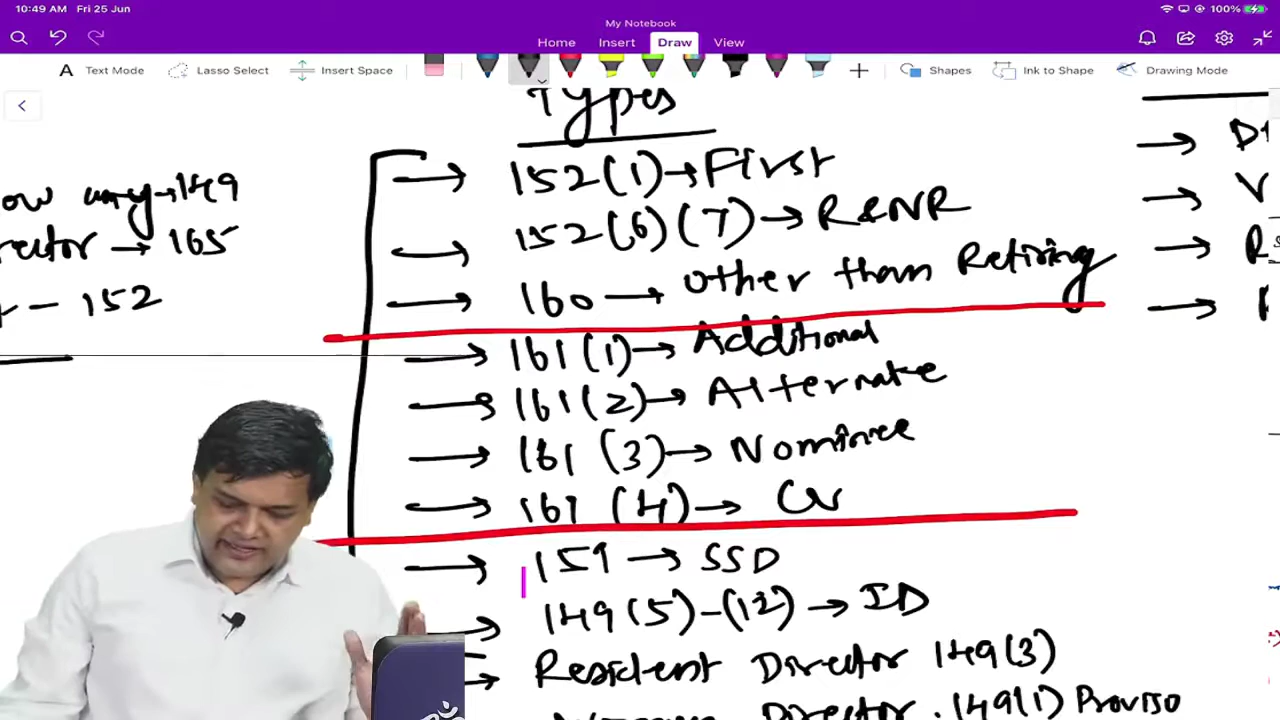 10:49 AM Fri 25 Jun
100%
My Notebook
Home Insert Draw View
Text Mode Lasso Select Insert Space Shapes Ink to Shape Drawing Mode
Types
152(1) → First
152(6)(7) → R&NR
160 → other than Retiring
161(1) → Additional
161(2) → Alternate
161(3) → Nominee
161(4) → CV
→ SSD
149(5)-(12) → ID
Resident Director 149(3)
Director. 149(1) Proviso
→ 149
→ 165
- 152